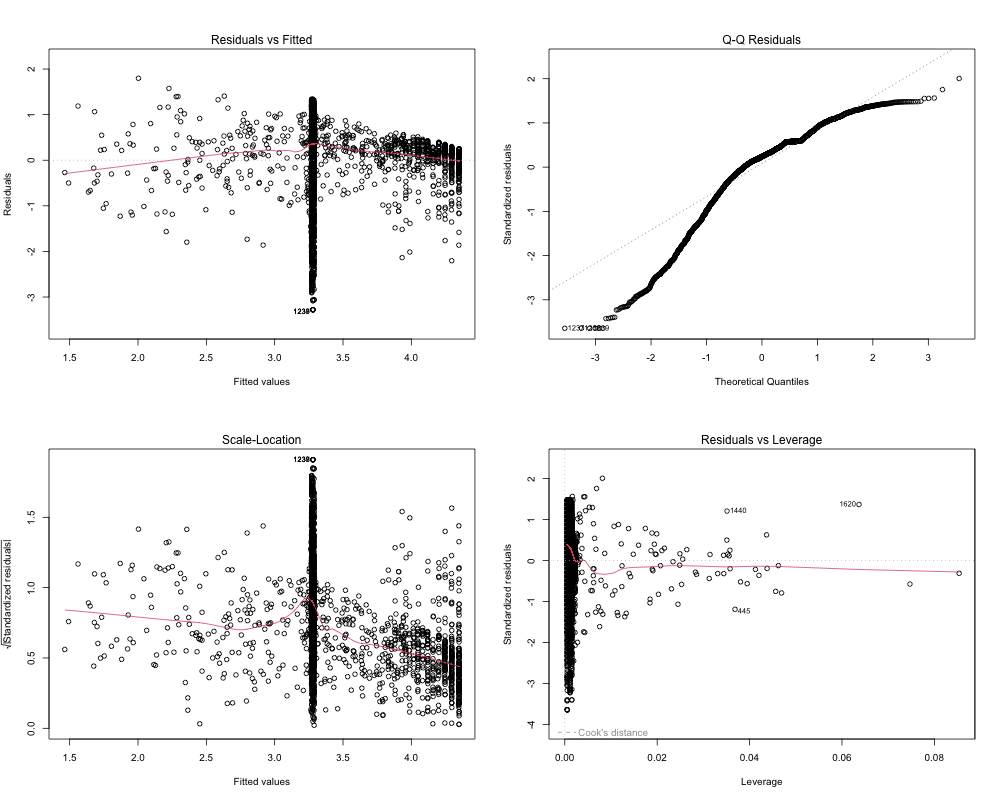 Residuals vs Fitted
Residuals
2
1
0
-1
-2
-3
1238
1.5 2.0 2.5 3.0 3.5 4.0
Fitted values
Q-Q Residuals
Standardized residuals
2
1
0
-1
-2
-3
-3 -2 -1 0 1 2 3
Theoretical Quantiles
Scale-Location
√|Standardized residuals|
1.5
1.0
0.5
0.0
1238
1.5 2.0 2.5 3.0 3.5 4.0
Fitted values
Residuals vs Leverage
Standardized residuals
2
1
0
-1
-2
-3
-4
1440
1620
445
Cook's distance
0.00 0.02 0.04 0.06 0.08
Leverage